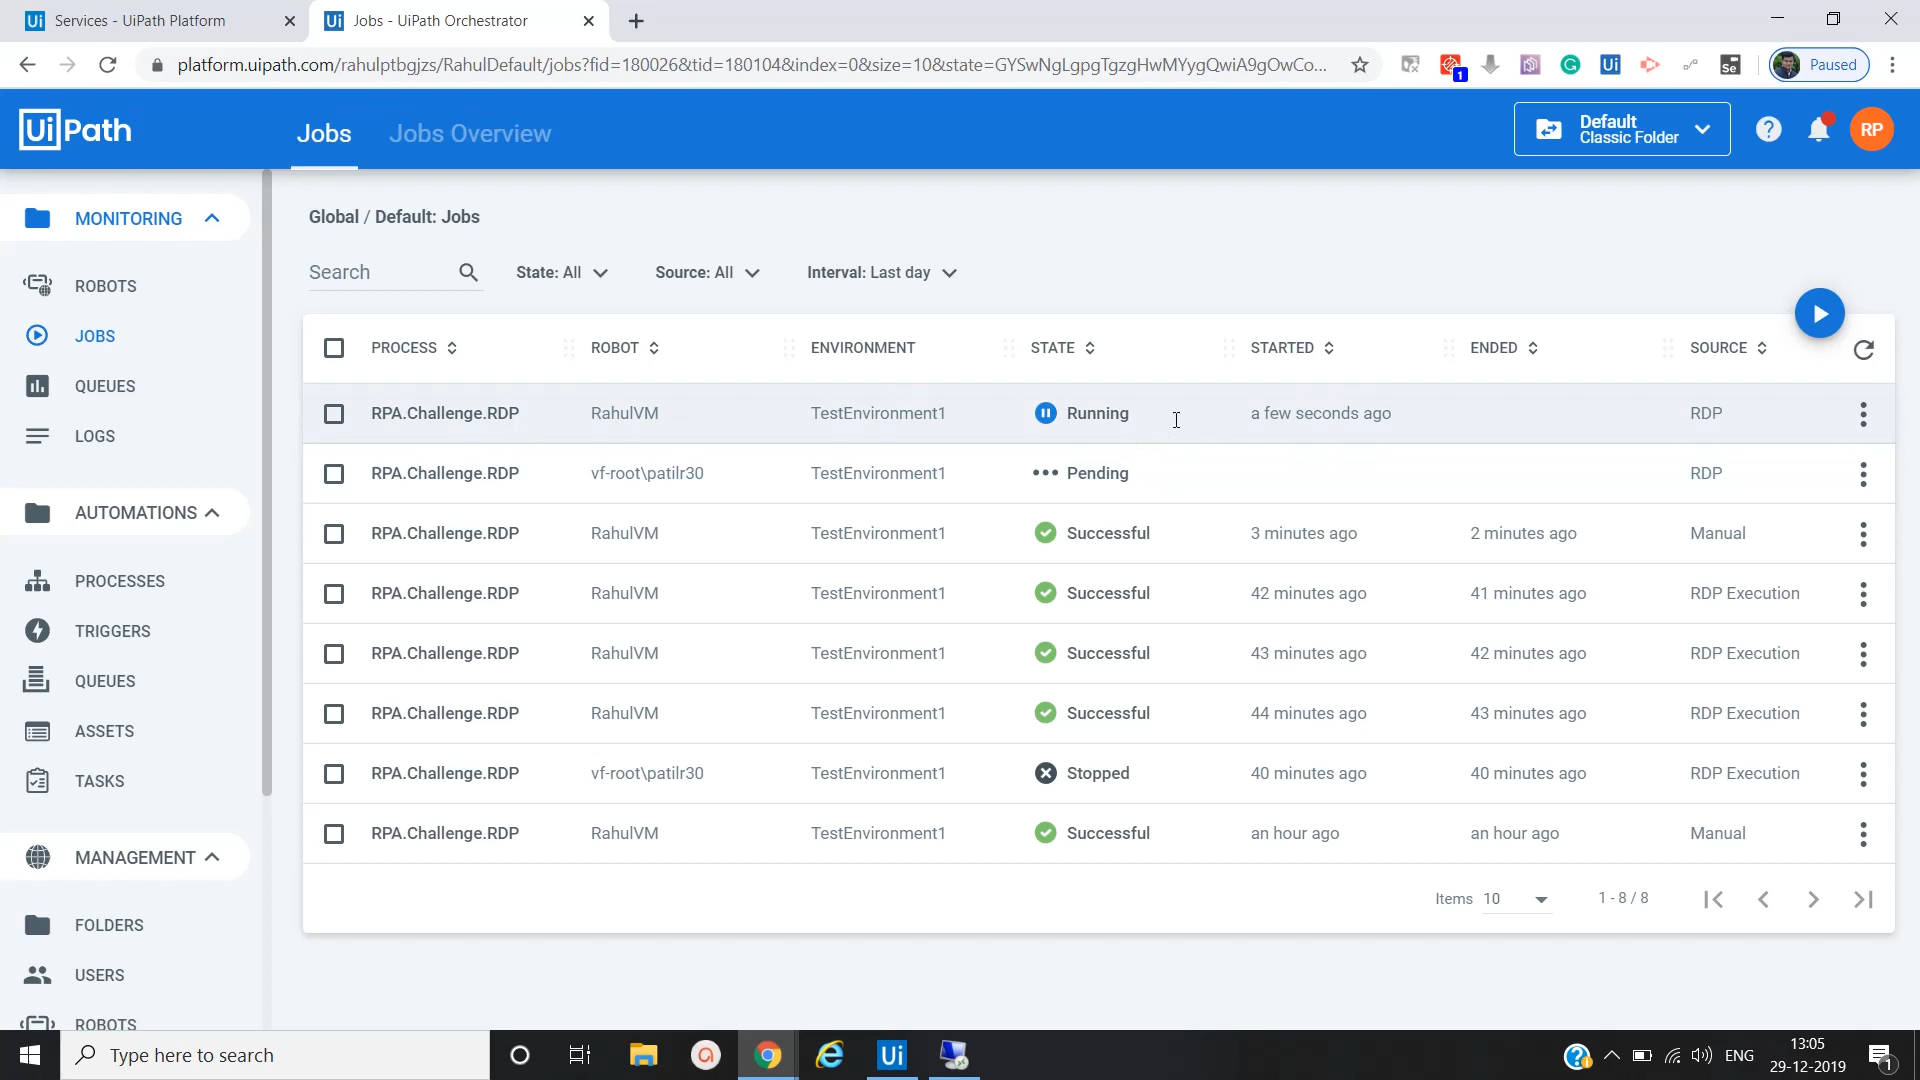 Services - UiPath Platform
Jobs - UiPath Orchestrator
platform.uipath.com/rahulptbgjzs/RahulDefault/jobs?fid=180026&tid=180104&index=0&size=10&state=GYSwNgLgpgTgzgHwMYygQwiA9gOwCo...
1
Paused
UiPath
Jobs
Jobs Overview
Default
Classic Folder
RP
MONITORING
ROBOTS
JOBS
QUEUES
LOGS
AUTOMATIONS
PROCESSES
TRIGGERS
QUEUES
ASSETS
TASKS
MANAGEMENT
FOLDERS
USERS
ROBOTS
Global / Default: Jobs
Search State: All Source: All Interval: Last day
PROCESS ROBOT ENVIRONMENT STATE STARTED ENDED SOURCE
RPA.Challenge.RDP RahulVM TestEnvironment1 Running a few seconds ago RDP
RPA.Challenge.RDP vf-root\patilr30 TestEnvironment1 Pending RDP
RPA.Challenge.RDP RahulVM TestEnvironment1 Successful 3 minutes ago 2 minutes ago Manual
RPA.Challenge.RDP RahulVM TestEnvironment1 Successful 42 minutes ago 41 minutes ago RDP Execution
RPA.Challenge.RDP RahulVM TestEnvironment1 Successful 43 minutes ago 42 minutes ago RDP Execution
RPA.Challenge.RDP RahulVM TestEnvironment1 Successful 44 minutes ago 43 minutes ago RDP Execution
RPA.Challenge.RDP vf-root\patilr30 TestEnvironment1 Stopped 40 minutes ago 40 minutes ago RDP Execution
RPA.Challenge.RDP RahulVM TestEnvironment1 Successful an hour ago an hour ago Manual
Items 10 1 - 8 / 8
Type here to search
ENG
13:05
29-12-2019
1